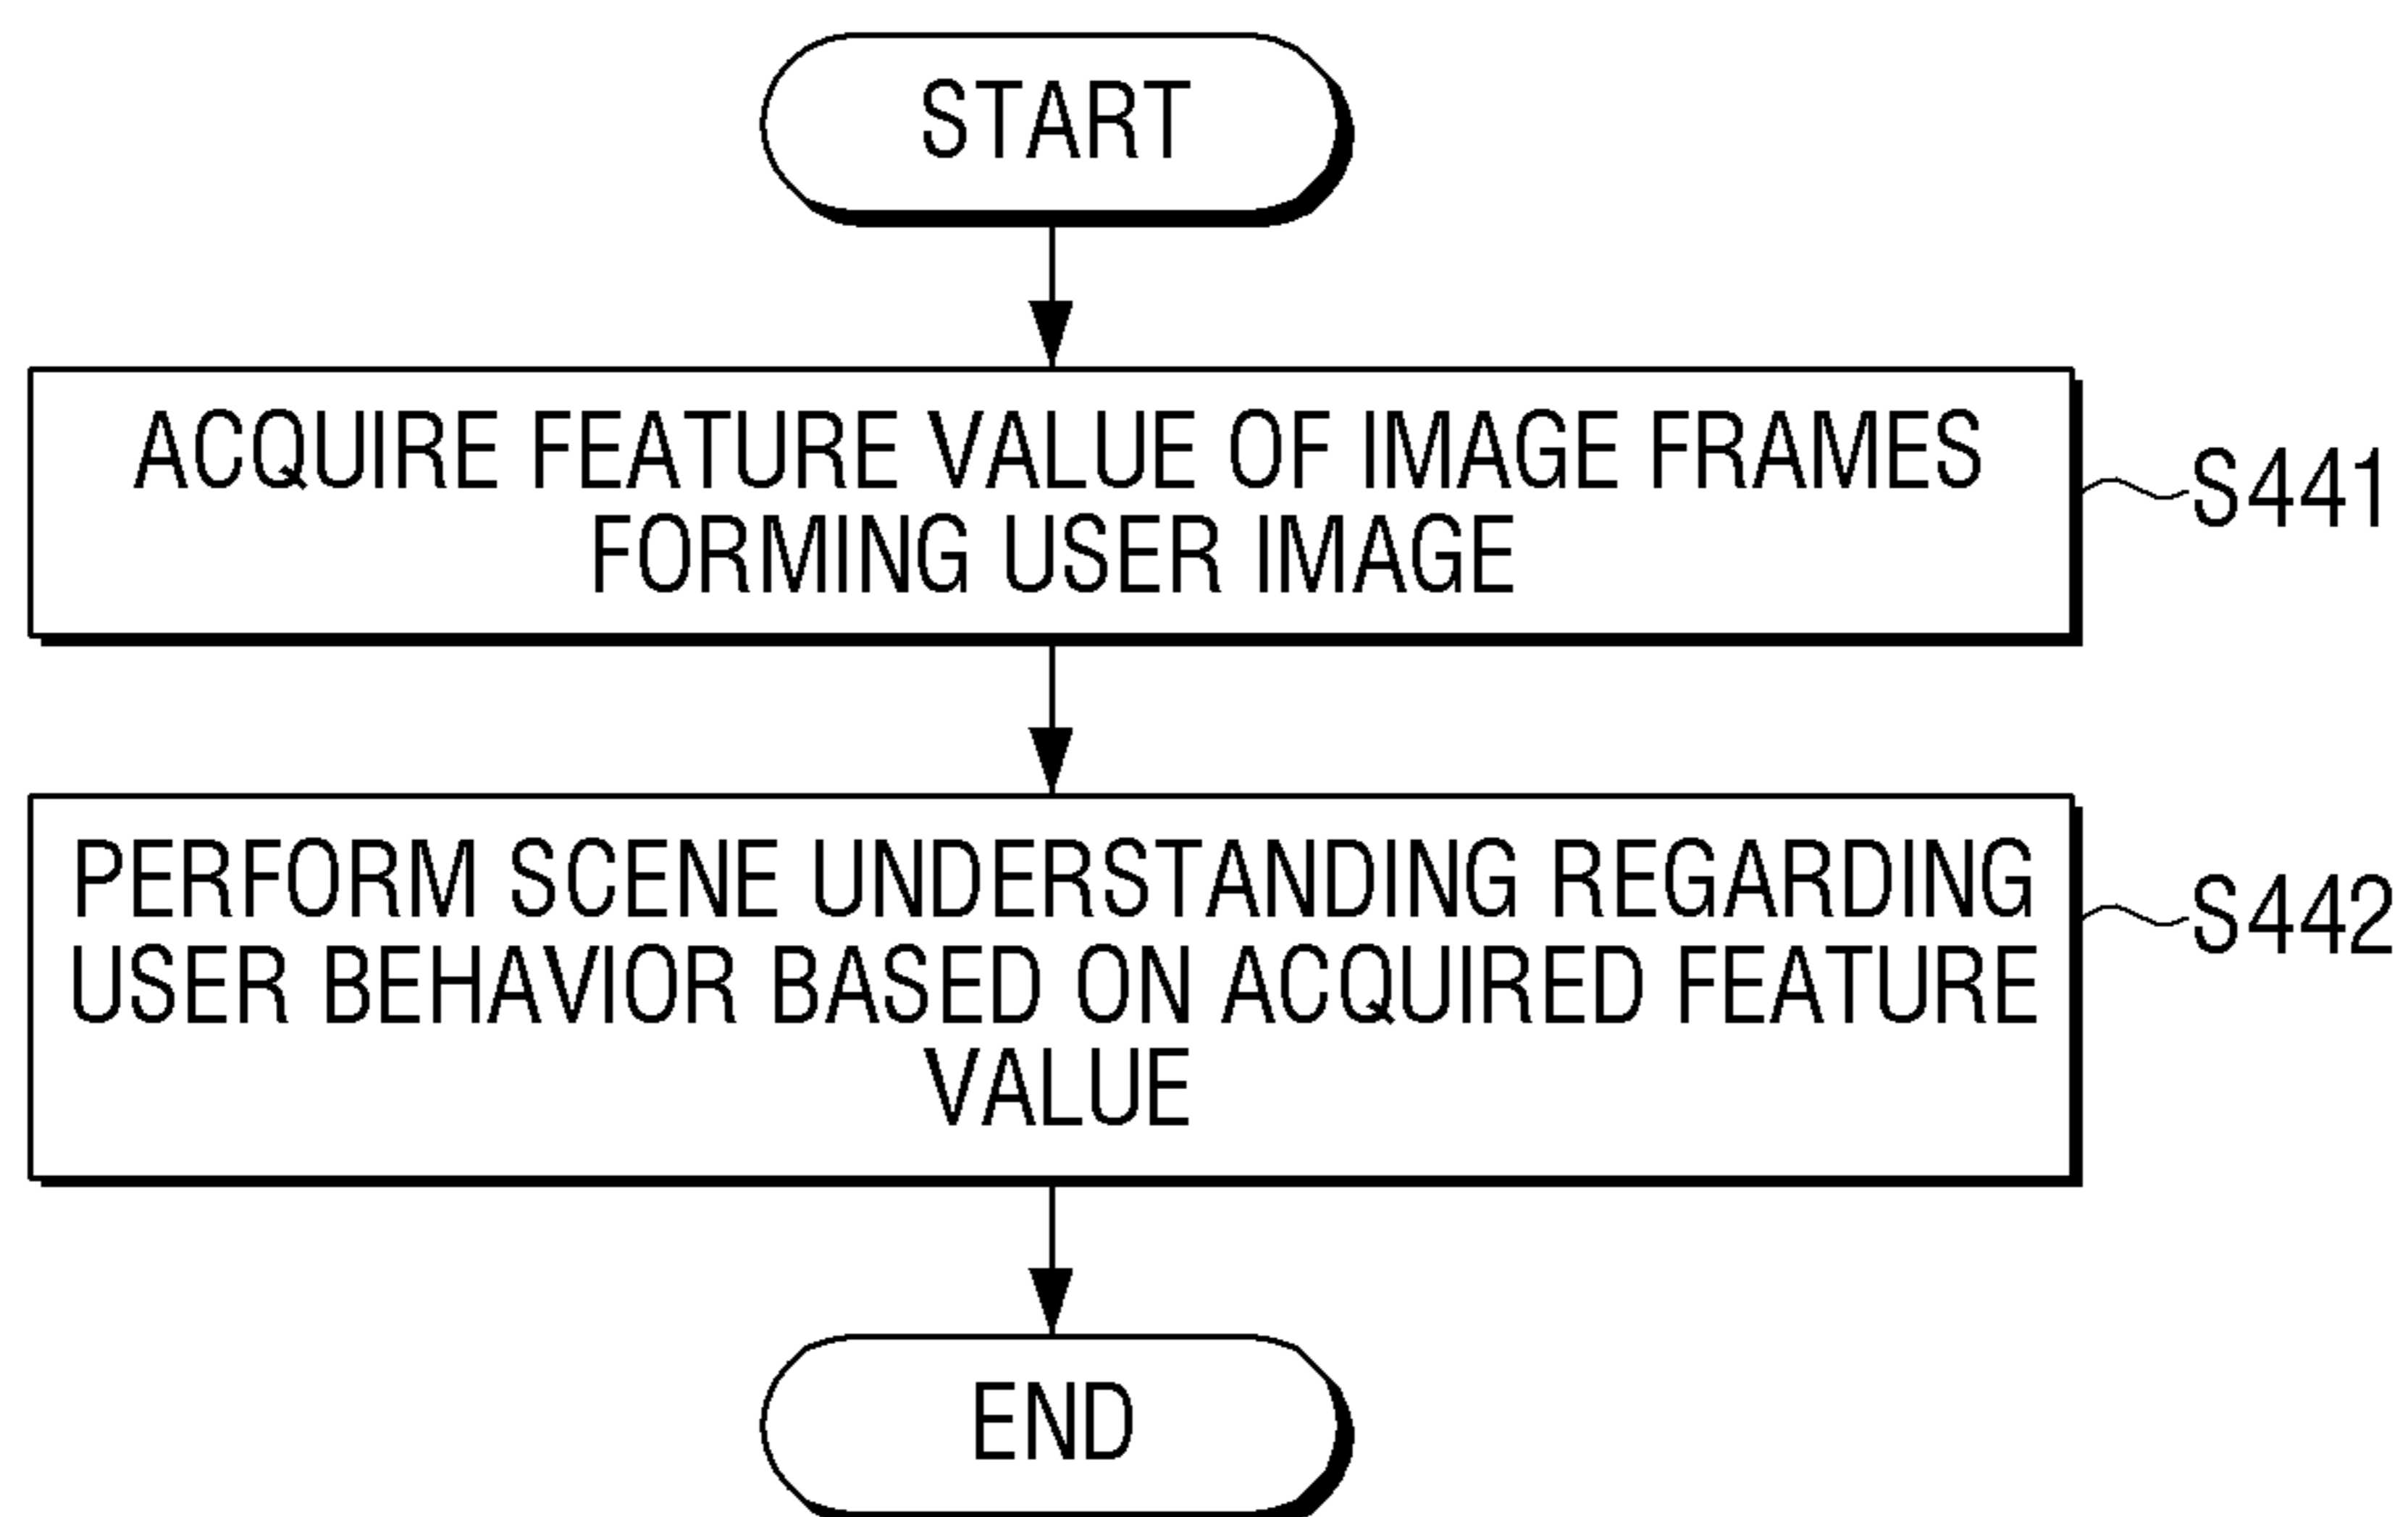 START
ACQUIRE FEATURE VALUE OF IMAGE FRAMES
FORMING USER IMAGE
S441
PERFORM SCENE UNDERSTANDING REGARDING
USER BEHAVIOR BASED ON ACQUIRED FEATURE
VALUE
S442
END